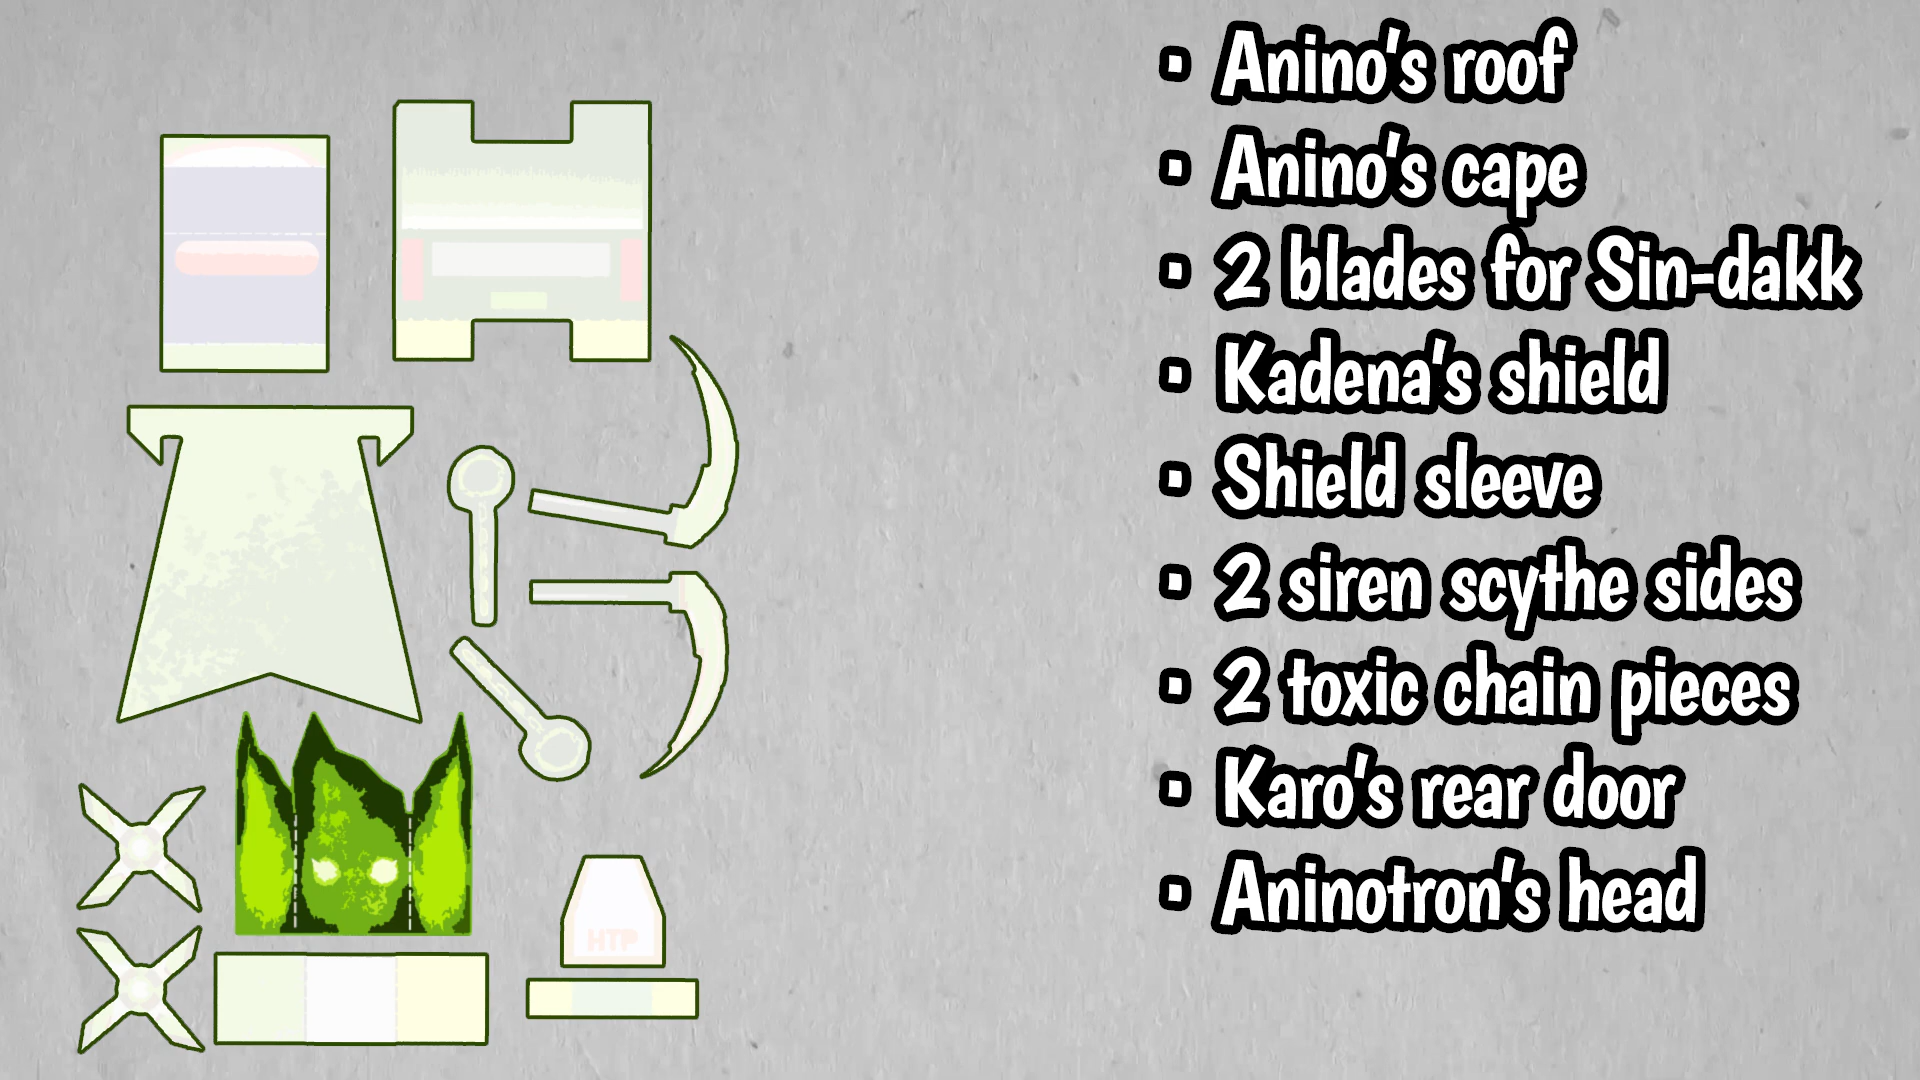 ▫ Anino's roof
▫ Anino's cape
▫ 2 blades for Sin-dakk
▫ Kadena's shield
▫ Shield sleeve
▫ 2 siren scythe sides
▫ 2 toxic chain pieces
▫ Karo's rear door
▫ Aninotron's head
HTP